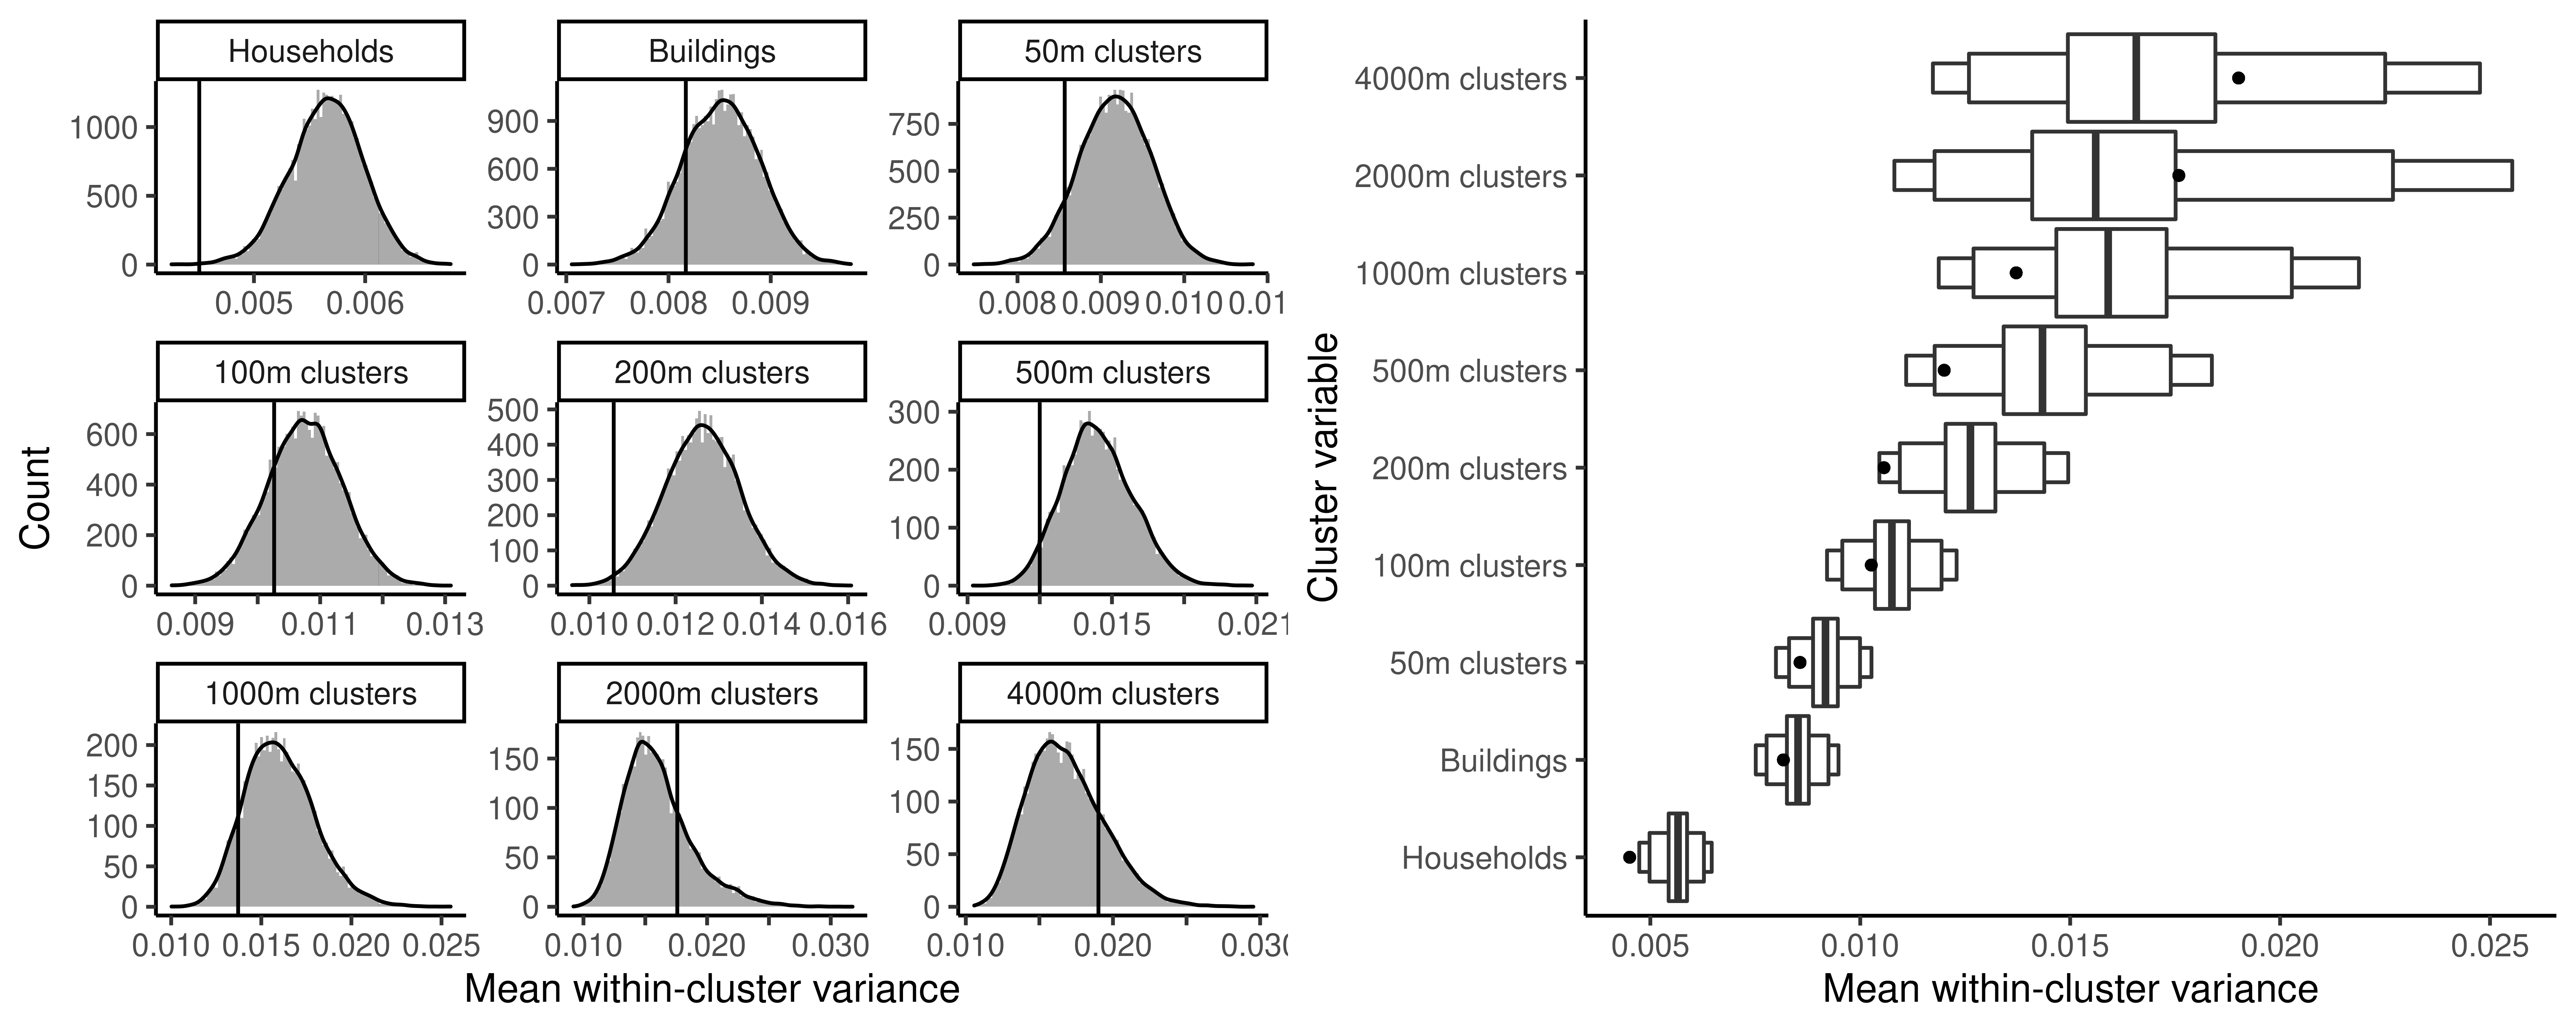 Households
Buildings
50m clusters
1000
500
0
900
600
300
0
750
500
250
0
0.005 0.006
0.007 0.008 0.009
0.008 0.009 0.010 0.01
100m clusters
200m clusters
500m clusters
600
400
200
0
500
400
300
200
100
0
300
200
100
0
0.009 0.011 0.013
0.010 0.012 0.014 0.016
0.009 0.015 0.021
1000m clusters
2000m clusters
4000m clusters
200
150
100
50
0
150
100
50
0
150
100
50
0
0.010 0.015 0.020 0.025
0.010 0.020 0.030
0.010 0.020 0.030
Count
Mean within-cluster variance
Cluster variable
4000m clusters
2000m clusters
1000m clusters
500m clusters
200m clusters
100m clusters
50m clusters
Buildings
Households
0.005 0.010 0.015 0.020 0.025
Mean within-cluster variance